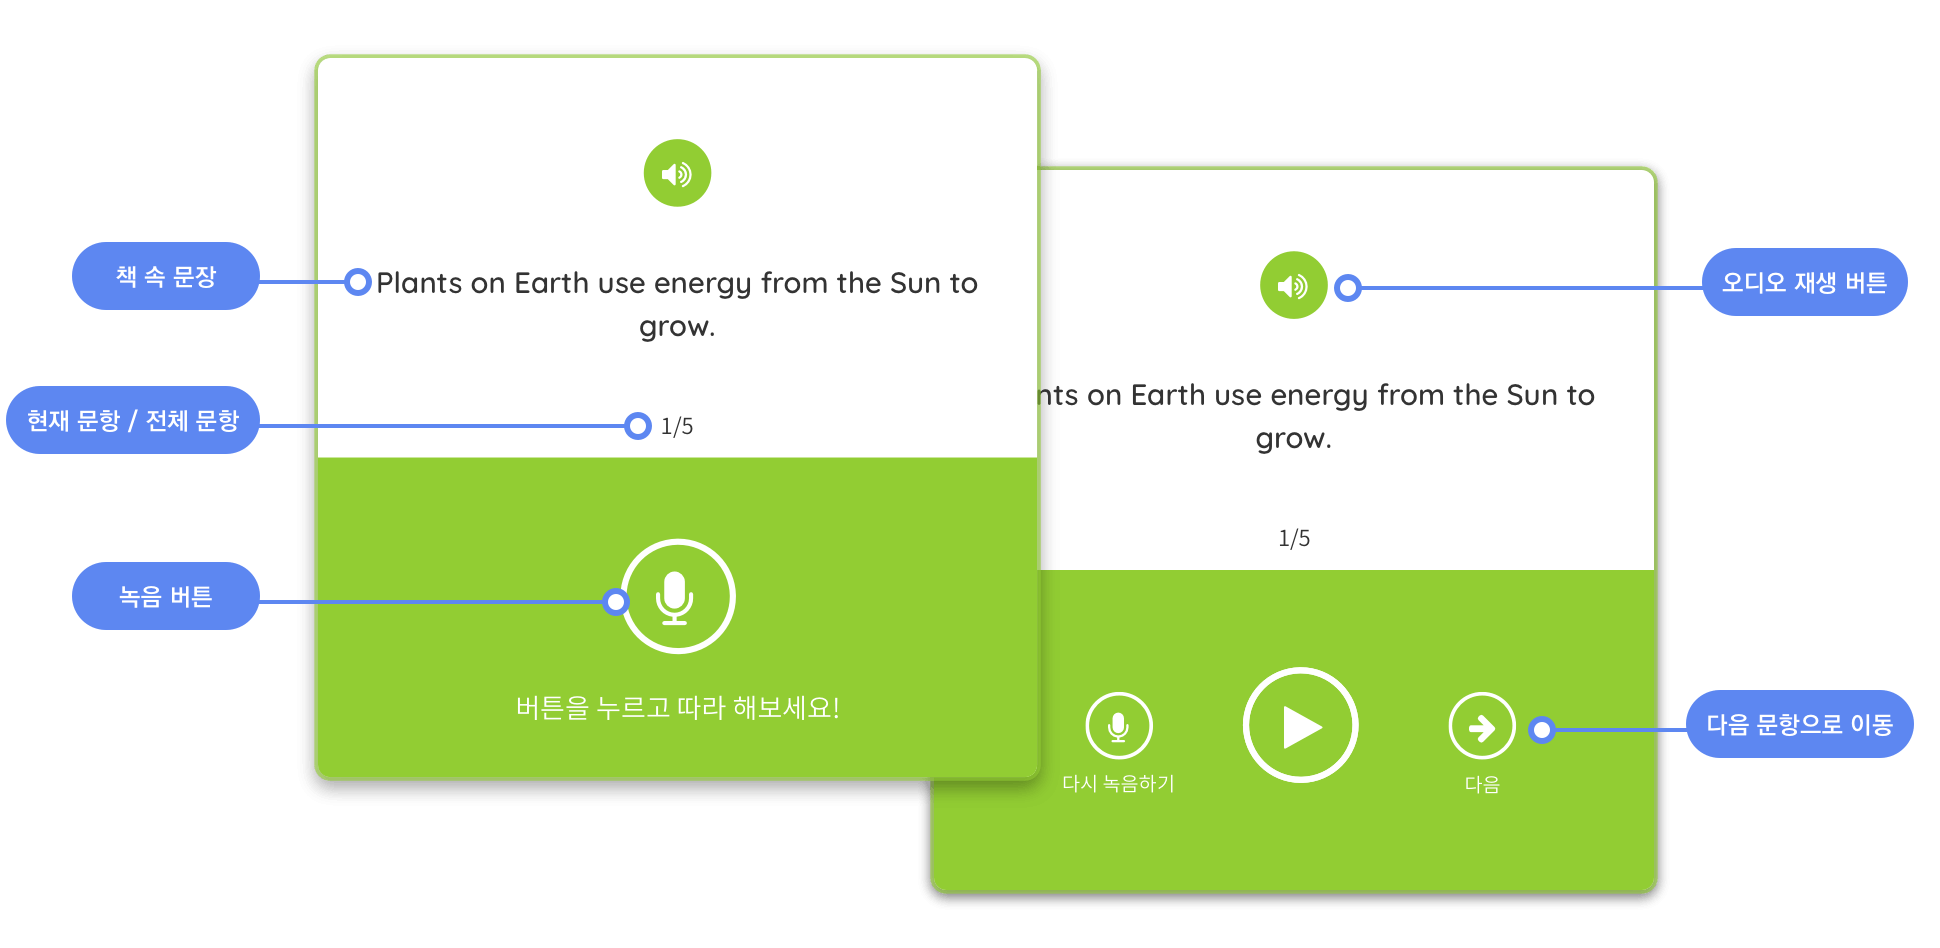 책 속 문장
Plants on Earth use energy from the Sun to
grow.
현재 문항 / 전체 문항
1/5
녹음 버튼
버튼을 누르고 따라 해보세요!
오디오 재생 버튼
nts on Earth use energy from the Sun to
grow.
1/5
다시 녹음하기
다음
다음 문항으로 이동